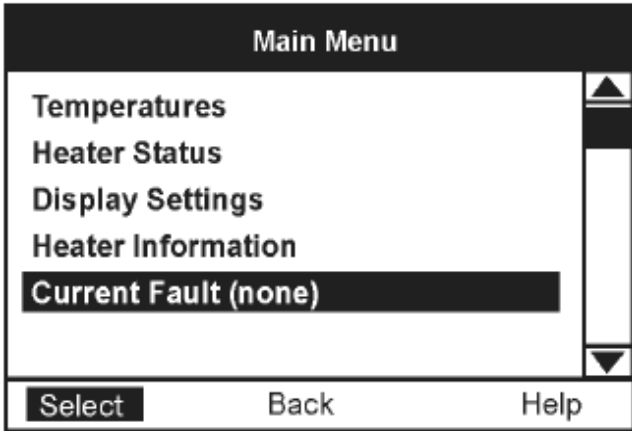 Main Menu
Temperatures
Heater Status
Display Settings
Heater Information
Current Fault (none)
Select Back Help